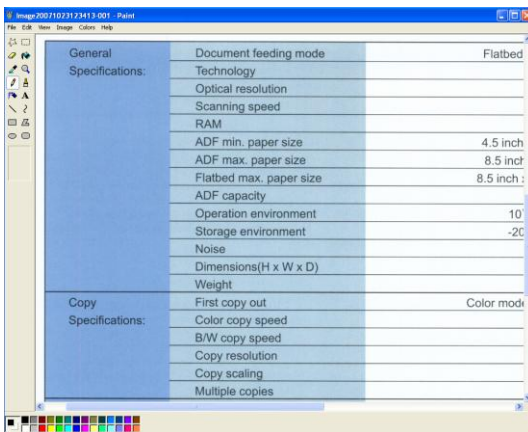 Image20071023123413-001 - Paint
File Edit View Image Colors Help
General Document feeding mode Flatbed
Specifications: Technology
Optical resolution
Scanning speed
RAM
ADF min. paper size 4.5 inch
ADF max. paper size 8.5 inch
Flatbed max. paper size 8.5 inch :
ADF capacity
Operation environment 10
Storage environment -20
Noise
Dimensions(H x W x D)
Weight
Copy First copy out Color mode
Specifications: Color copy speed
B/W copy speed
Copy resolution
Copy scaling
Multiple copies